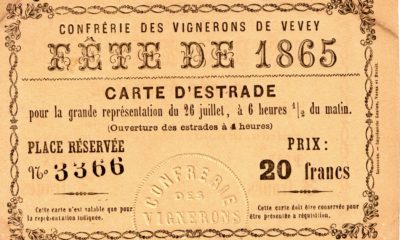 CONFRÉRIE DES VIGNERONS DE VEVEY
FÊTE DE 1865
CARTE D'ESTRADE
pour la grande représentation du 26 juillet, à 6 heures 1/2 du matin.
(Ouverture des estrades à 4 heures)
PLACE RÉSERVÉE
PRIX:
No 3366
20 francs
CONFRERIE
DES
VIGNERONS
Cette carte n'est valable que pour
la représentation indiquée.
Cette carte doit être conservée pour
être présentée à réquisition.